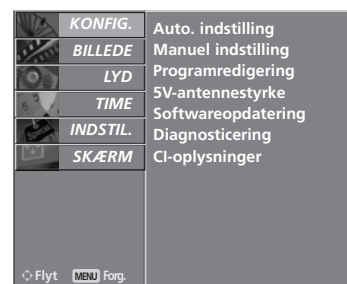 KONFIG.
BILLEDE
LYD
TIME
INDSTIL.
SKÆRM
Auto. indstilling
Manuel indstilling
Programredigering
5V-antennestyrke
Softwareopdatering
Diagnosticering
CI-oplysninger
Flyt MENU Forg.